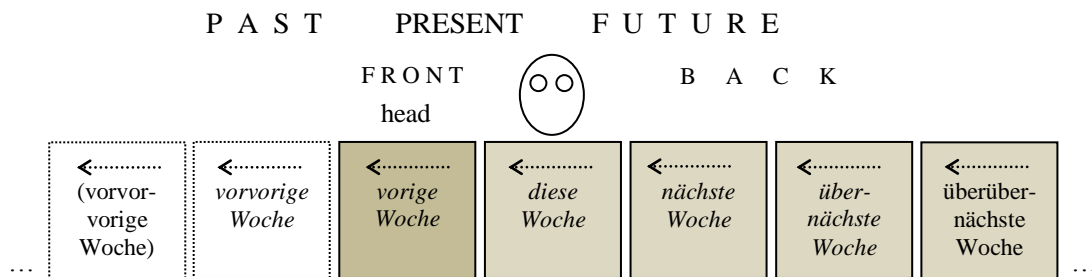 P A S T PRESENT F U T U R E
F R O N T B A C K
head
(vorvor-
vorige
Woche)
vorvorige
Woche
vorige
Woche
diese
Woche
nächste
Woche
über-
nächste
Woche
überüber-
nächste
Woche
… …